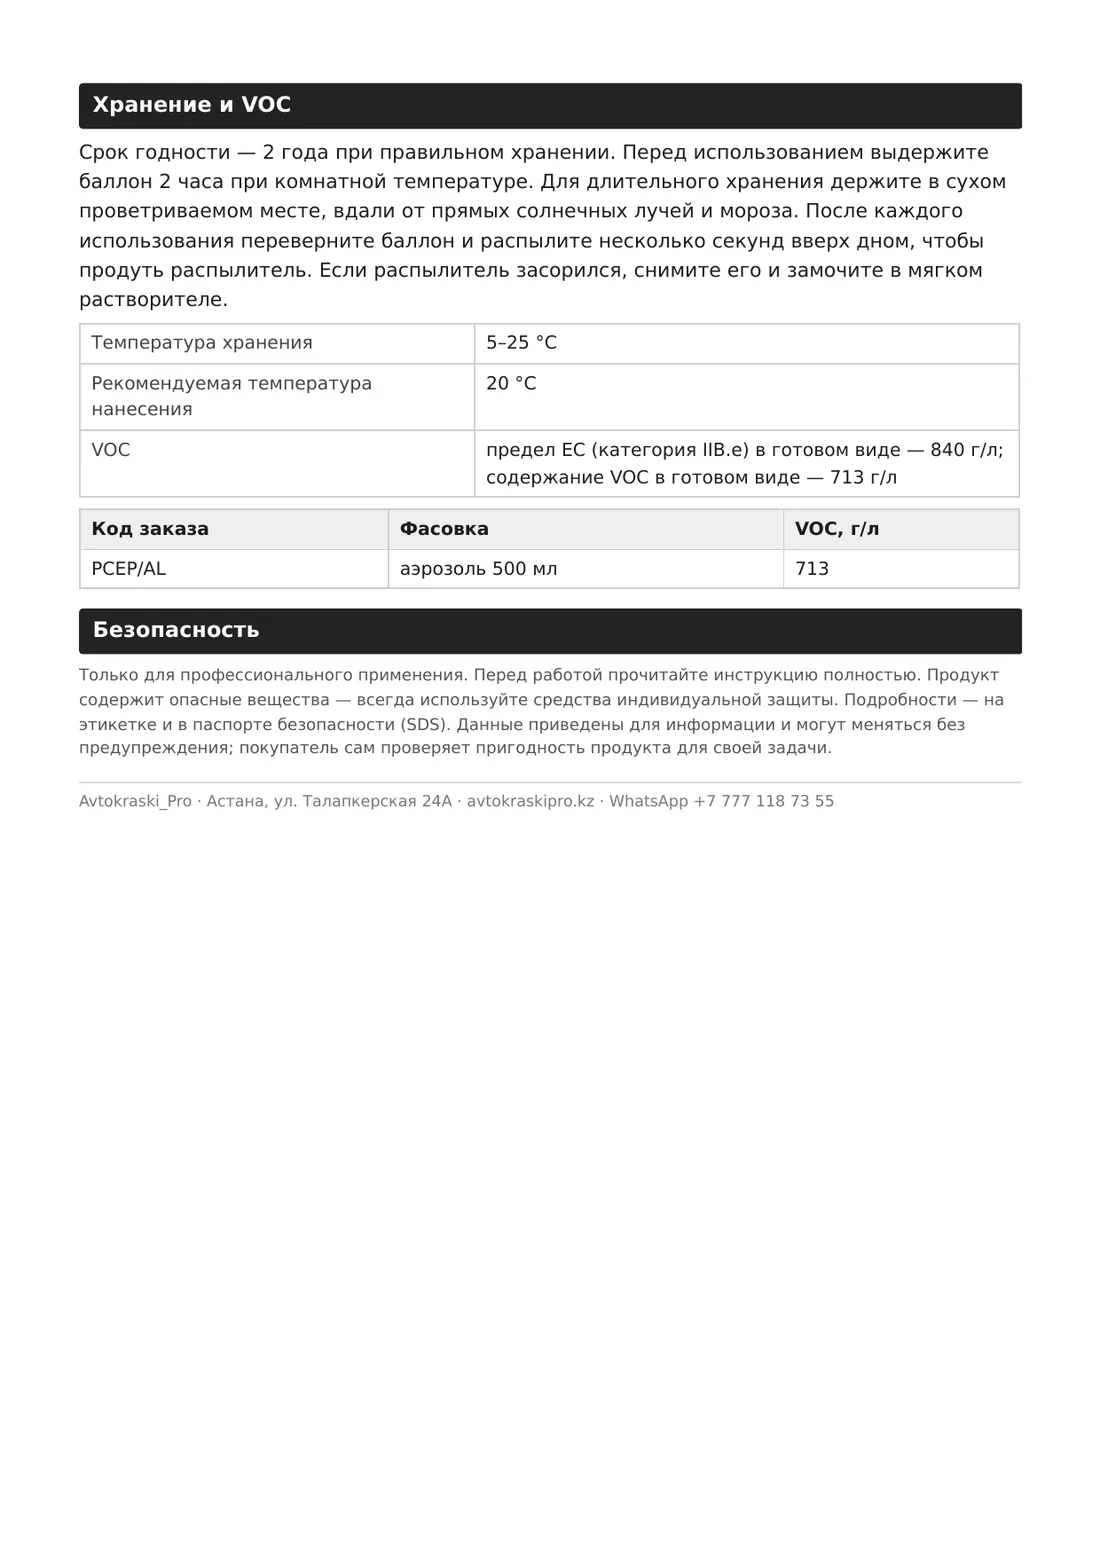 Хранение и VOC
Срок годности — 2 года при правильном хранении. Перед использованием выдержите
баллон 2 часа при комнатной температуре. Для длительного хранения держите в сухом
проветриваемом месте, вдали от прямых солнечных лучей и мороза. После каждого
использования переверните баллон и распылите несколько секунд вверх дном, чтобы
продуть распылитель. Если распылитель засорился, снимите его и замочите в мягком
растворителе.
Температура хранения 5–25 °C
Рекомендуемая температура 20 °C
нанесения
VOC предел ЕС (категория IIB.e) в готовом виде — 840 г/л;
содержание VOC в готовом виде — 713 г/л
Код заказа Фасовка VOC, г/л
PCEP/AL аэрозоль 500 мл 713
Безопасность
Только для профессионального применения. Перед работой прочитайте инструкцию полностью. Продукт
содержит опасные вещества — всегда используйте средства индивидуальной защиты. Подробности — на
этикетке и в паспорте безопасности (SDS). Данные приведены для информации и могут меняться без
предупреждения; покупатель сам проверяет пригодность продукта для своей задачи.
Avtokraski_Pro · Астана, ул. Талапкерская 24А · avtokraskipro.kz · WhatsApp +7 777 118 73 55